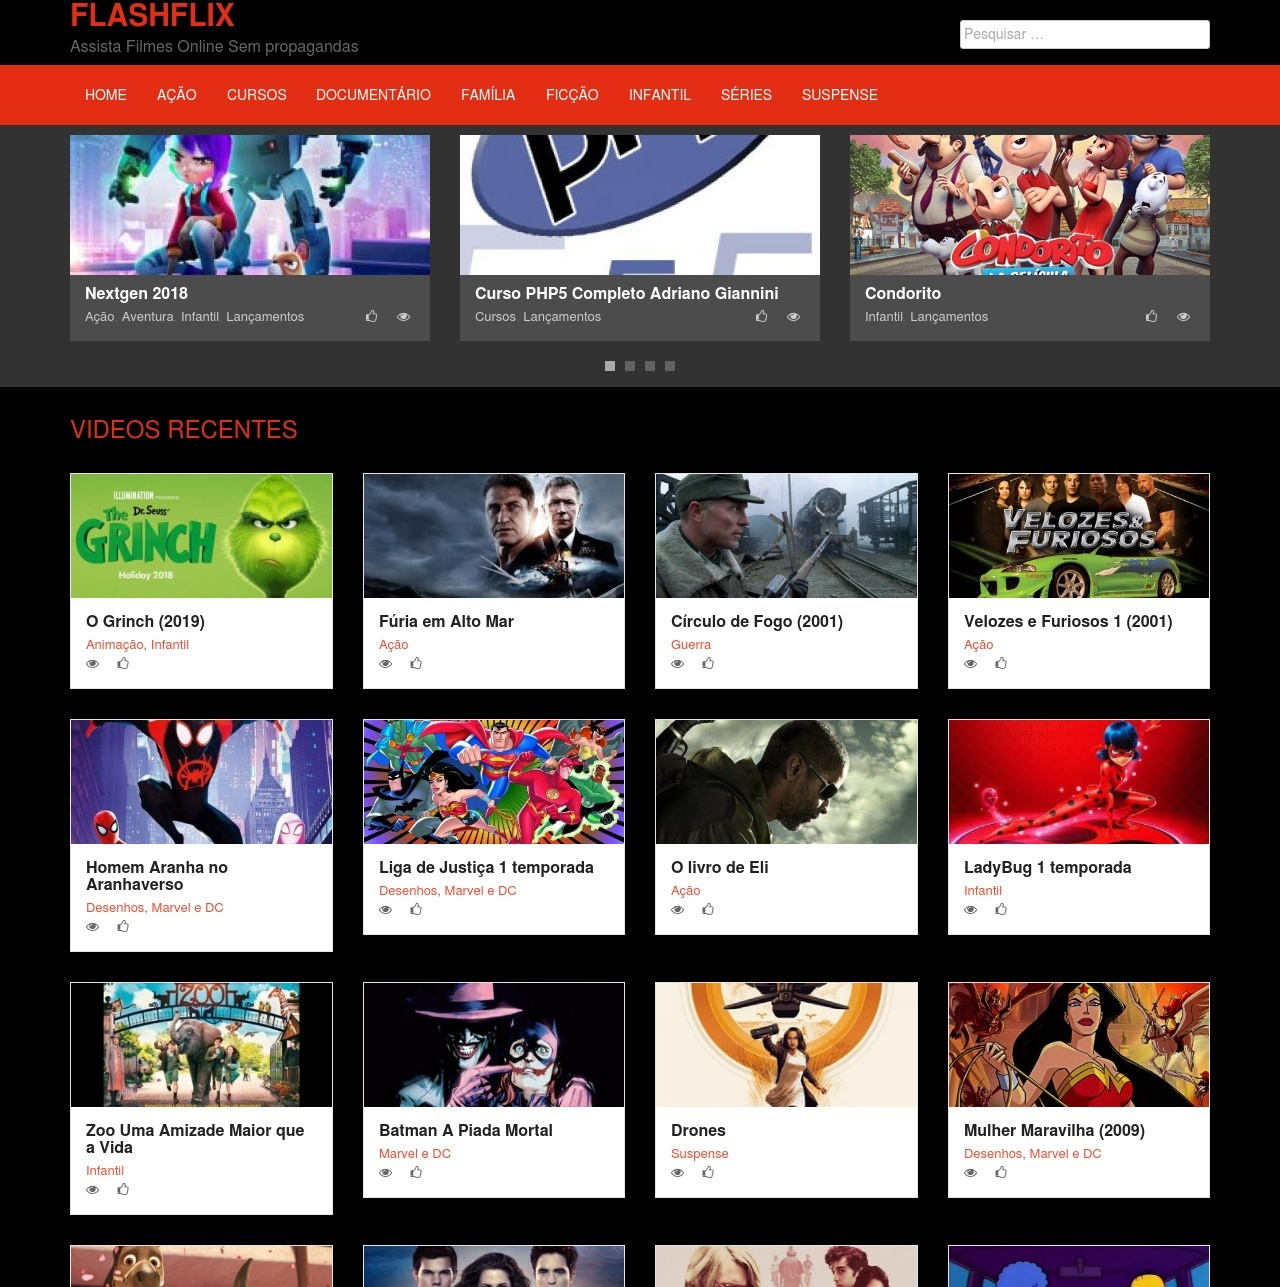 FLASHFLIX
Assista Filmes Online Sem propagandas
Pesquisar ...
HOME AÇÃO CURSOS DOCUMENTÁRIO FAMÍLIA FICÇÃO INFANTIL SÉRIES SUSPENSE
CONDORITO
LA PELÍCULA
Nextgen 2018
Ação Aventura Infantil Lançamentos
Curso PHP5 Completo Adriano Giannini
Cursos Lançamentos
Condorito
Infantil Lançamentos
VIDEOS RECENTES
ILLUMINATION
The Dr. Seuss'
GRINCH
Holiday 2018
VELOZES &
FURIOSOS
O Grinch (2019)
Animação, Infantil
Fúria em Alto Mar
Ação
Círculo de Fogo (2001)
Guerra
Velozes e Furiosos 1 (2001)
Ação
Homem Aranha no
Aranhaverso
Desenhos, Marvel e DC
Liga de Justiça 1 temporada
Desenhos, Marvel e DC
O livro de Eli
Ação
LadyBug 1 temporada
Infantil
ZOO
Zoo Uma Amizade Maior que
a Vida
Infantil
Batman A Piada Mortal
Marvel e DC
Drones
Suspense
Mulher Maravilha (2009)
Desenhos, Marvel e DC